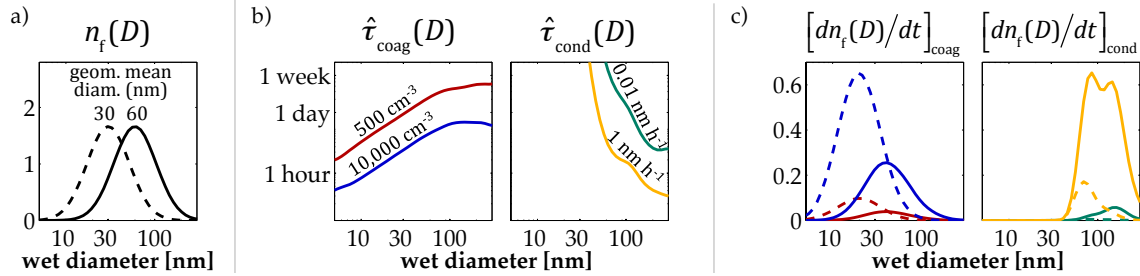 a)
n_f(D)
geom. mean
diam. (nm)
30 60
2
1
0
10 30 100
wet diameter [nm]
b)
τ̂_coag(D)
τ̂_cond(D)
1 week
1 day
1 hour
500 cm⁻³
10,000 cm⁻³
0.01 nm h⁻¹
1 nm h⁻¹
10 30 100
10 30 100
wet diameter [nm]
c)
[dn_f(D)/dt]_coag
[dn_f(D)/dt]_cond
0.6
0.4
0.2
0
10 30 100
10 30 100
wet diameter [nm]